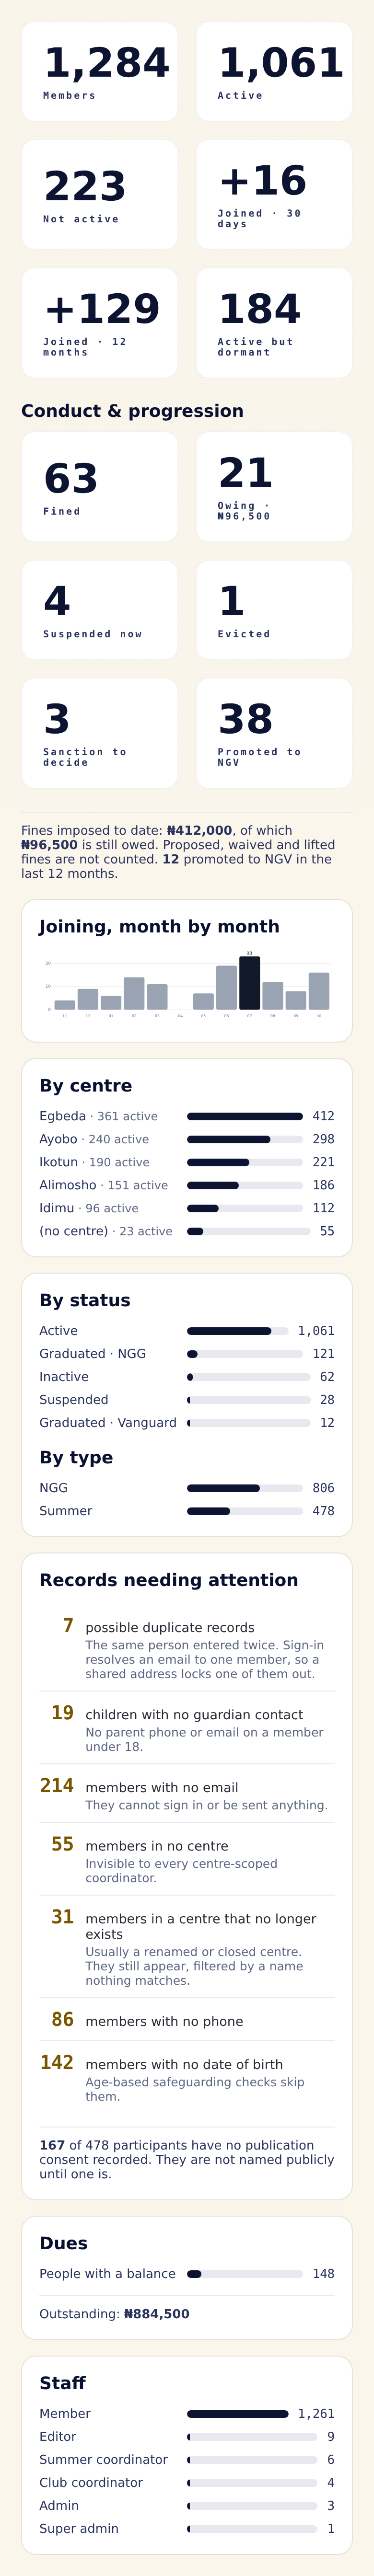 1,284
Members
1,061
Active
223
Not active
+16
Joined · 30
days
+129
Joined · 12
months
184
Active but
dormant
Conduct & progression
63
Fined
21
Owing ·
₦96,500
4
Suspended now
1
Evicted
3
Sanction to
decide
38
Promoted to
NGV
Fines imposed to date: ₦412,000, of which
₦96,500 is still owed. Proposed, waived and lifted
fines are not counted. 12 promoted to NGV in the
last 12 months.
Joining, month by month
23
20
10
0
11 12 01 02 03 04 05 06 07 08 09 10
By centre
Egbeda · 361 active 412
Ayobo · 240 active 298
Ikotun · 190 active 221
Alimosho · 151 active 186
Idimu · 96 active 112
(no centre) · 23 active 55
By status
Active 1,061
Graduated · NGG 121
Inactive 62
Suspended 28
Graduated · Vanguard 12
By type
NGG 806
Summer 478
Records needing attention
7 possible duplicate records
The same person entered twice. Sign-in
resolves an email to one member, so a
shared address locks one of them out.
19 children with no guardian contact
No parent phone or email on a member
under 18.
214 members with no email
They cannot sign in or be sent anything.
55 members in no centre
Invisible to every centre-scoped
coordinator.
31 members in a centre that no longer
exists
Usually a renamed or closed centre.
They still appear, filtered by a name
nothing matches.
86 members with no phone
142 members with no date of birth
Age-based safeguarding checks skip
them.
167 of 478 participants have no publication
consent recorded. They are not named publicly
until one is.
Dues
People with a balance 148
Outstanding: ₦884,500
Staff
Member 1,261
Editor 9
Summer coordinator 6
Club coordinator 4
Admin 3
Super admin 1